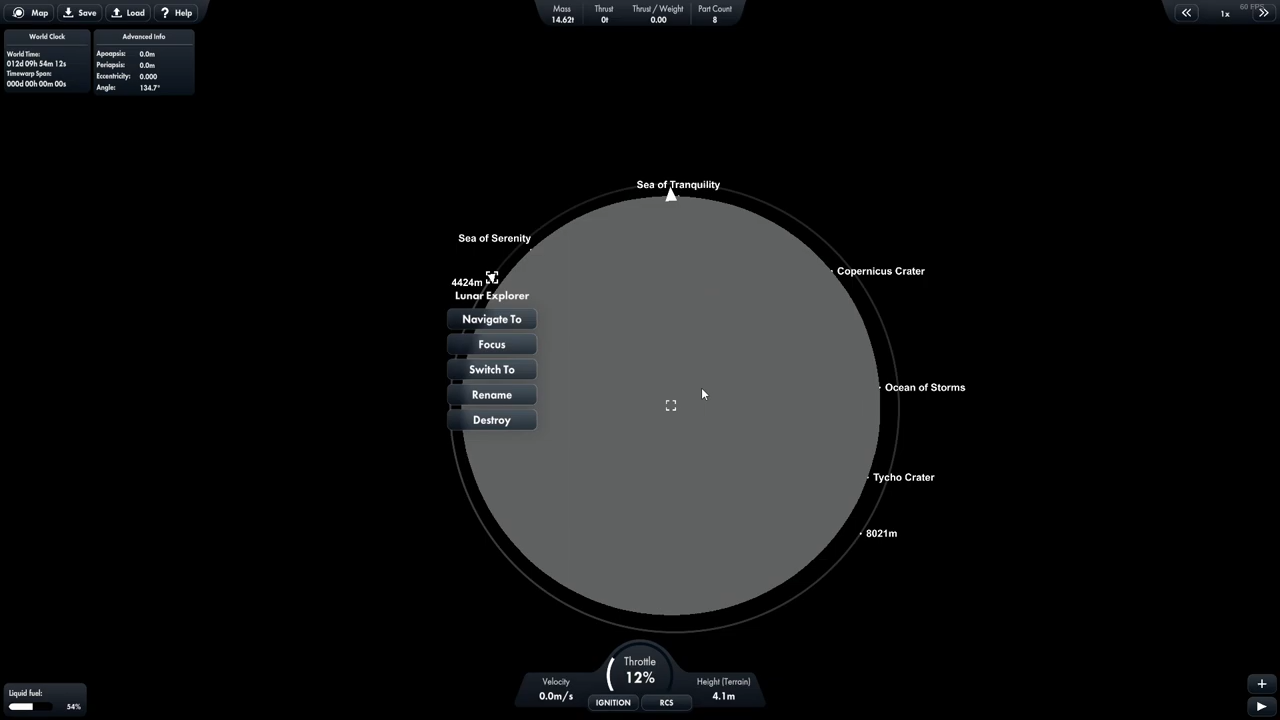 Map
Save
Load
Help
Mass
14.62t
Thrust
0t
Thrust / Weight
0.00
Part Count
8
60 FPS
1x
World Clock
World Time:
012d 09h 54m 12s
Timewarp Span:
000d 00h 00m 00s
Advanced Info
Apoapsis: 0.0m
Periapsis: 0.0m
Eccentricity: 0.000
Angle: 134.7°
Sea of Tranquility
Sea of Serenity
Copernicus Crater
4424m
Lunar Explorer
Navigate To
Focus
Switch To
Rename
Destroy
Ocean of Storms
Tycho Crater
8021m
Throttle
12%
Velocity
0.0m/s
Height (Terrain)
4.1m
IGNITION
RCS
Liquid fuel:
54%